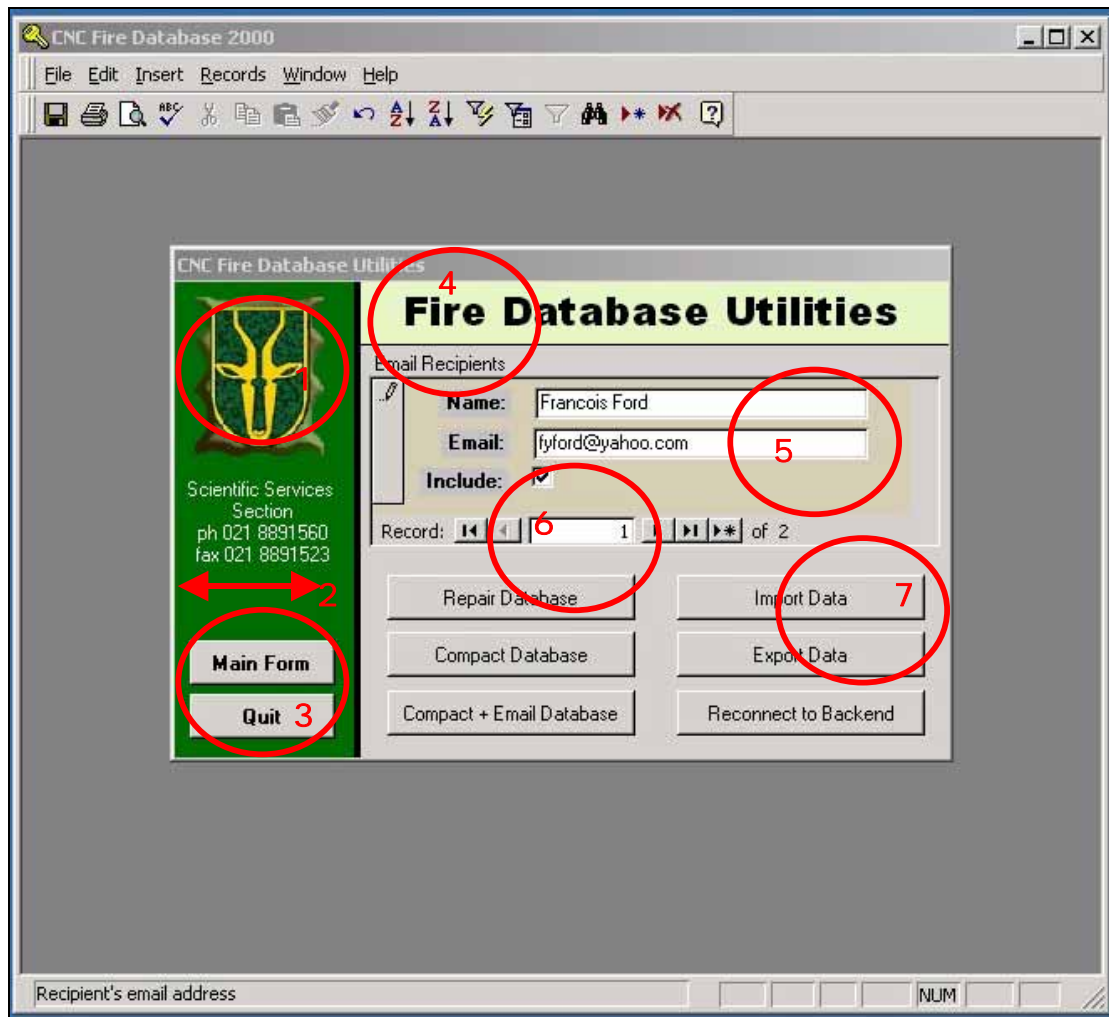 CNC Fire Database 2000
File Edit Insert Records Window Help
ABC
A Z Z A
CNC Fire Database Utilities
4
Fire Database Utilities
1
Email Recipients
Name: Francois Ford
Email: fyford@yahoo.com
5
Include:
Scientific Services
Section
ph 021 8891560
fax 021 8891523
6
Record: 1 of 2
2
Repair Database Import Data 7
Main Form
Compact Database Export Data
Quit 3
Compact + Email Database Reconnect to Backend
Recipient's email address NUM